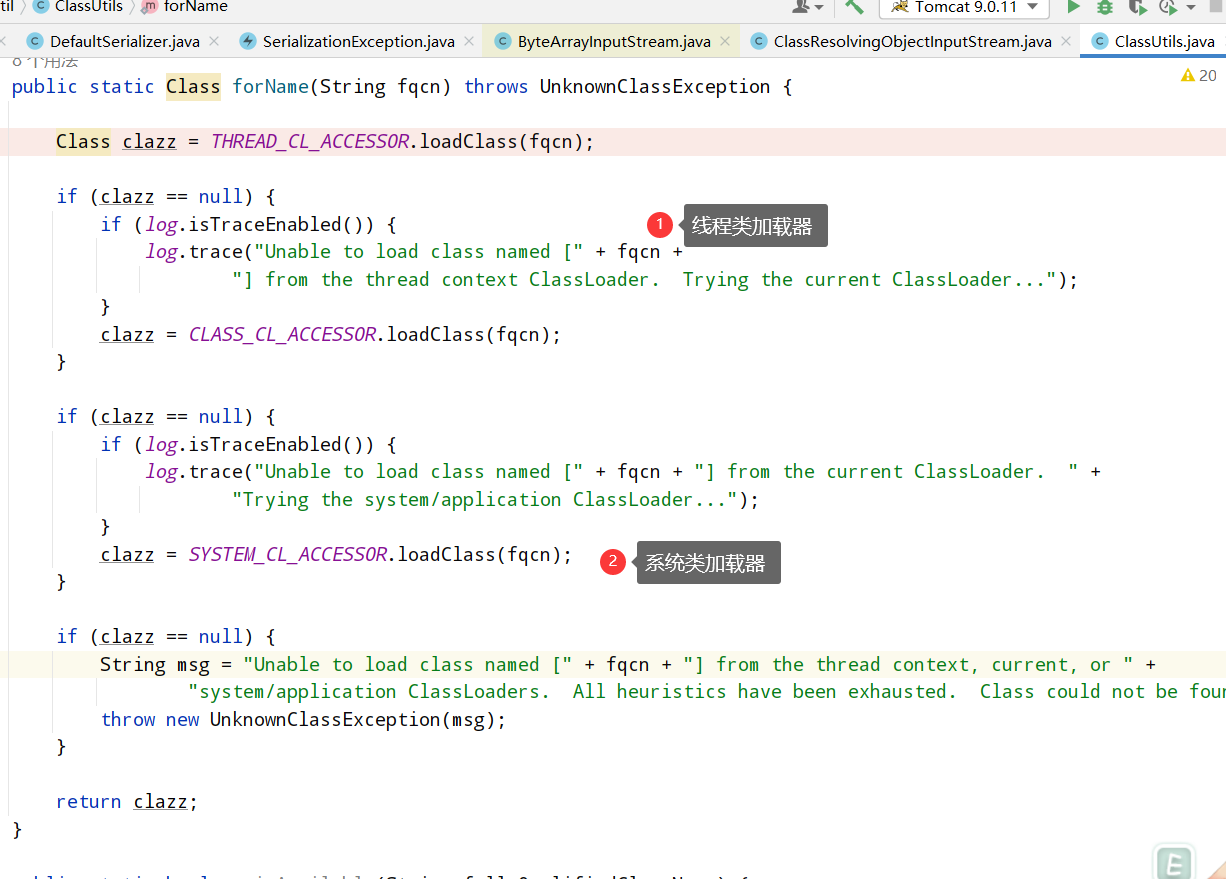 til ClassUtils forName Tomcat 9.0.11
DefaultSerializer.java SerializationException.java ByteArrayInputStream.java ClassResolvingObjectInputStream.java ClassUtils.java
8 个用法
20
public static Class forName(String fqcn) throws UnknownClassException {
Class clazz = THREAD_CL_ACCESSOR.loadClass(fqcn);
if (clazz == null) {
if (log.isTraceEnabled()) {
1 线程类加载器
log.trace("Unable to load class named [" + fqcn +
"] from the thread context ClassLoader.  Trying the current ClassLoader...");
}
clazz = CLASS_CL_ACCESSOR.loadClass(fqcn);
}
if (clazz == null) {
if (log.isTraceEnabled()) {
log.trace("Unable to load class named [" + fqcn + "] from the current ClassLoader.  " +
"Trying the system/application ClassLoader...");
}
clazz = SYSTEM_CL_ACCESSOR.loadClass(fqcn);
2 系统类加载器
}
if (clazz == null) {
String msg = "Unable to load class named [" + fqcn + "] from the thread context, current, or " +
"system/application ClassLoaders.  All heuristics have been exhausted.  Class could not be foun
throw new UnknownClassException(msg);
}
return clazz;
}
E